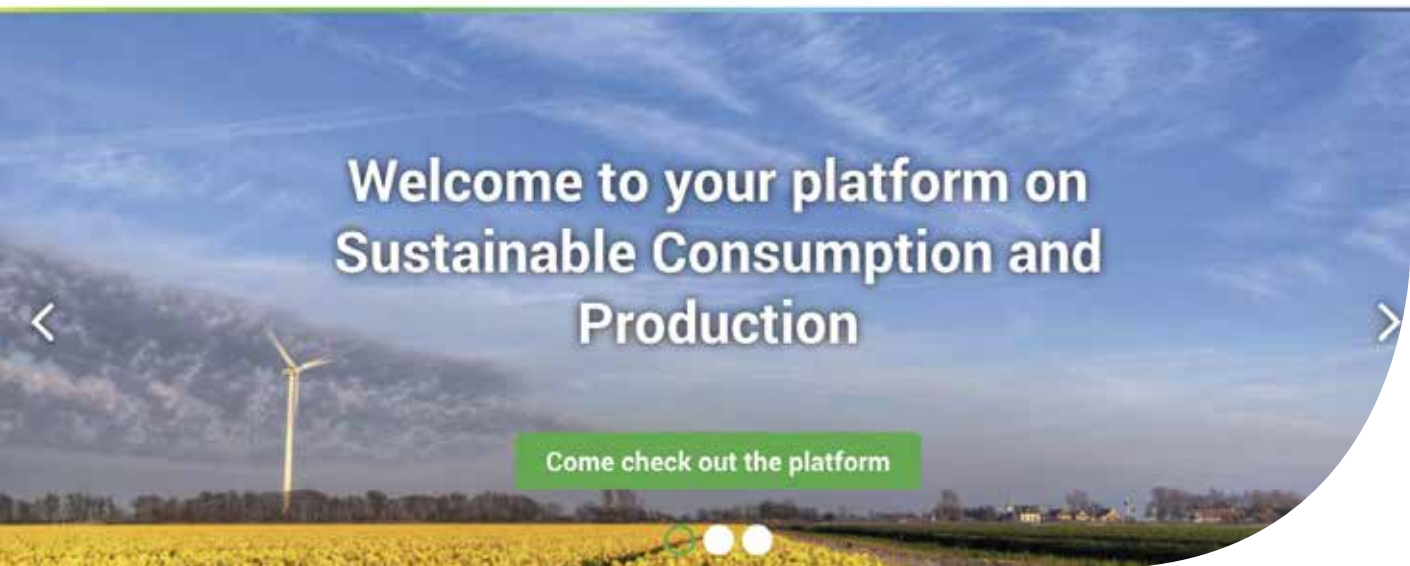 Welcome to your platform on
Sustainable Consumption and
Production
Come check out the platform